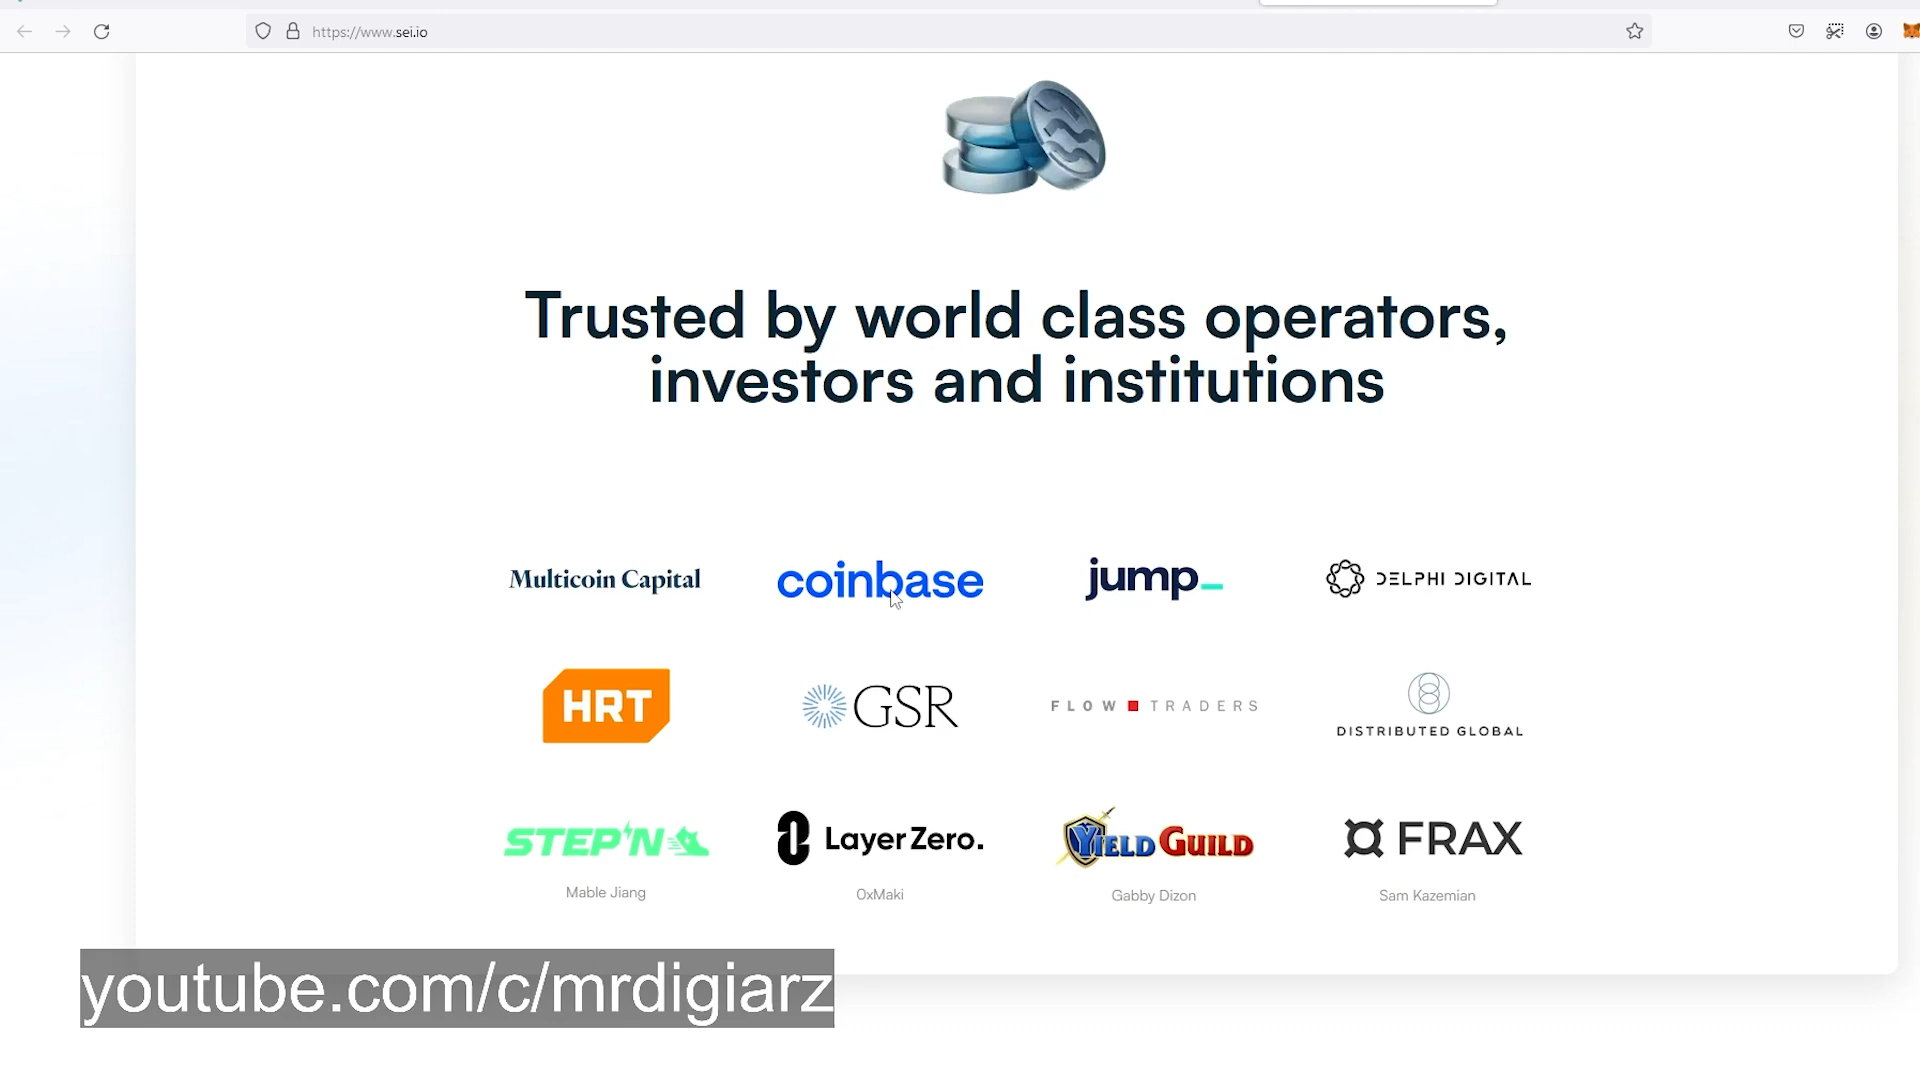 https://www.sei.io
Trusted by world class operators,
investors and institutions
Multicoin Capital
coinbase
jump_
DELPHI DIGITAL
HRT
GSR
FLOW TRADERS
DISTRIBUTED GLOBAL
STEP'N
LayerZero.
YIELD GUILD
FRAX
Mable Jiang
0xMaki
Gabby Dizon
Sam Kazemian
youtube.com/c/mrdigiarz